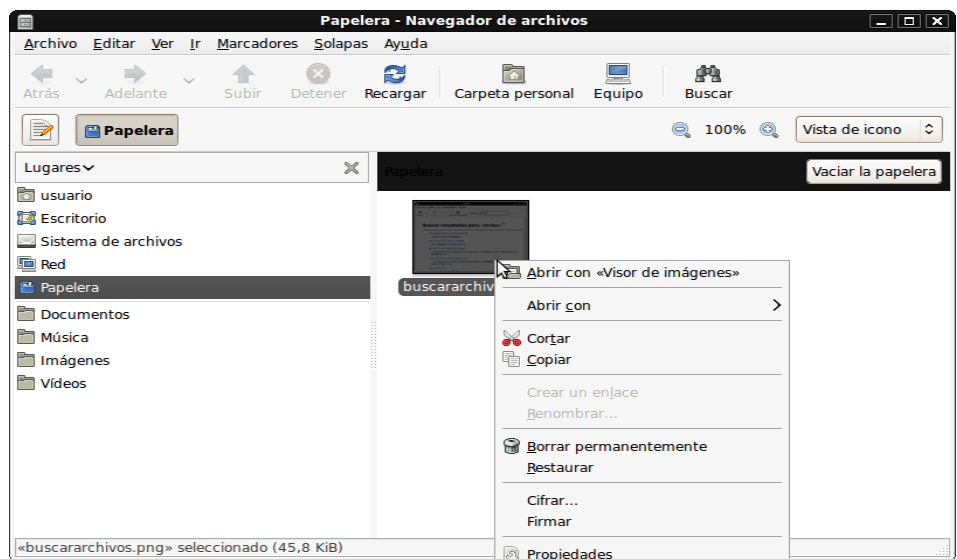 Papelera - Navegador de archivos
Archivo Editar Ver Ir Marcadores Solapas Ayuda
Atrás Adelante Subir Detener Recargar Carpeta personal Equipo Buscar
Papelera 100% Vista de icono
Lugares Papelera Vaciar la papelera
usuario
Escritorio
Sistema de archivos
Red
Papelera
Documentos
Música
Imágenes
Vídeos
buscararchiv
Abrir con «Visor de imágenes»
Abrir con
Cortar
Copiar
Crear un enlace
Renombrar...
Borrar permanentemente
Restaurar
Cifrar...
Firmar
Propiedades
«buscararchivos.png» seleccionado (45,8 KiB)